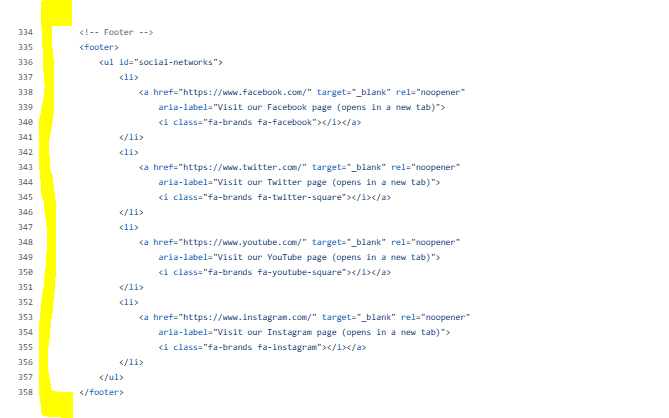 334 <!-- Footer -->
335 <footer>
336 <ul id="social-networks">
337 <li>
338 <a href="https://www.facebook.com/" target="_blank" rel="noopener"
339 aria-label="Visit our Facebook page (opens in a new tab)">
340 <i class="fa-brands fa-facebook"></i></a>
341 </li>
342 <li>
343 <a href="https://www.twitter.com/" target="_blank" rel="noopener"
344 aria-label="Visit our Twitter page (opens in a new tab)">
345 <i class="fa-brands fa-twitter-square"></i></a>
346 </li>
347 <li>
348 <a href="https://www.youtube.com/" target="_blank" rel="noopener"
349 aria-label="Visit our YouTube page (opens in a new tab)">
350 <i class="fa-brands fa-youtube-square"></i></a>
351 </li>
352 <li>
353 <a href="https://www.instagram.com/" target="_blank" rel="noopener"
354 aria-label="Visit our Instagram page (opens in a new tab)">
355 <i class="fa-brands fa-instagram"></i></a>
356 </li>
357 </ul>
358 </footer>